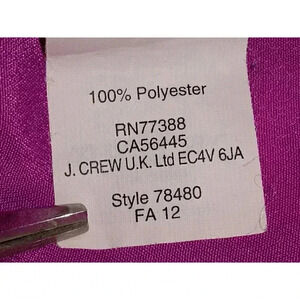 100% Polyester
RN77388
CA56445
J. CREW U.K. Ltd EC4V 6JA
Style 78480
FA 12